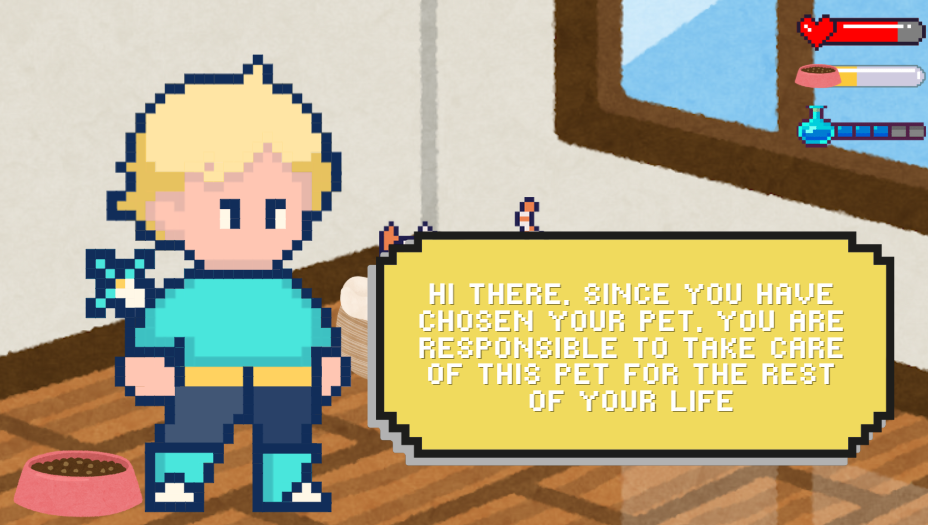 HI THERE, SINCE YOU HAVE
CHOSEN YOUR PET, YOU ARE
RESPONSIBLE TO TAKE CARE
OF THIS PET FOR THE REST
OF YOUR LIFE